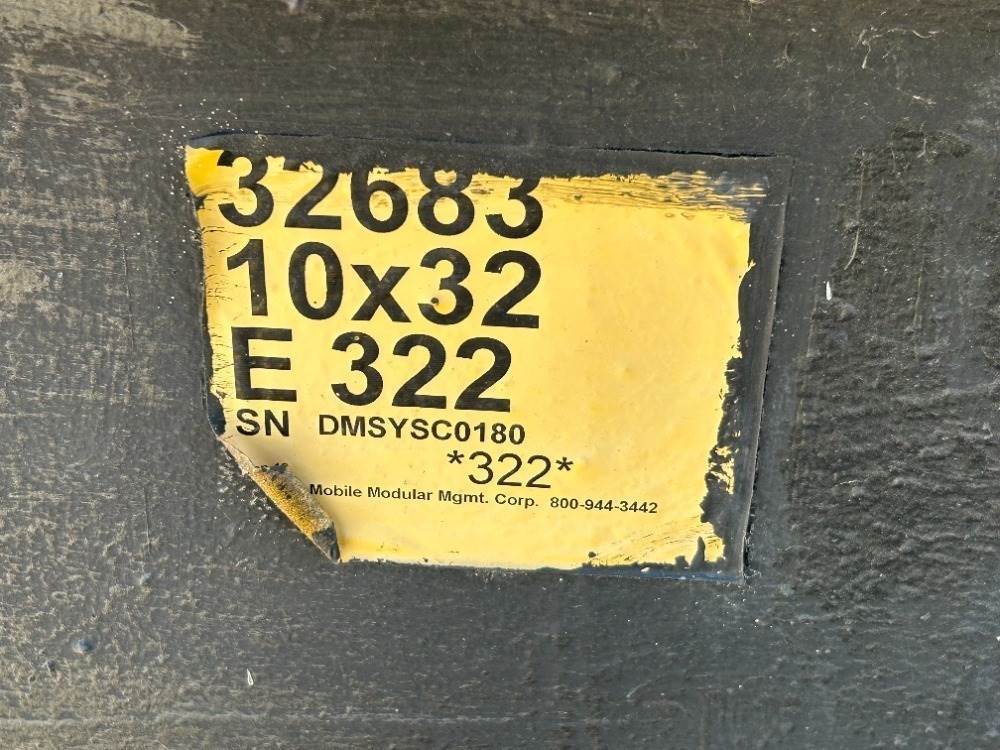 32683
10x32
E 322
SN DMSYSC0180
*322*
Mobile Modular Mgmt. Corp. 800-944-3442